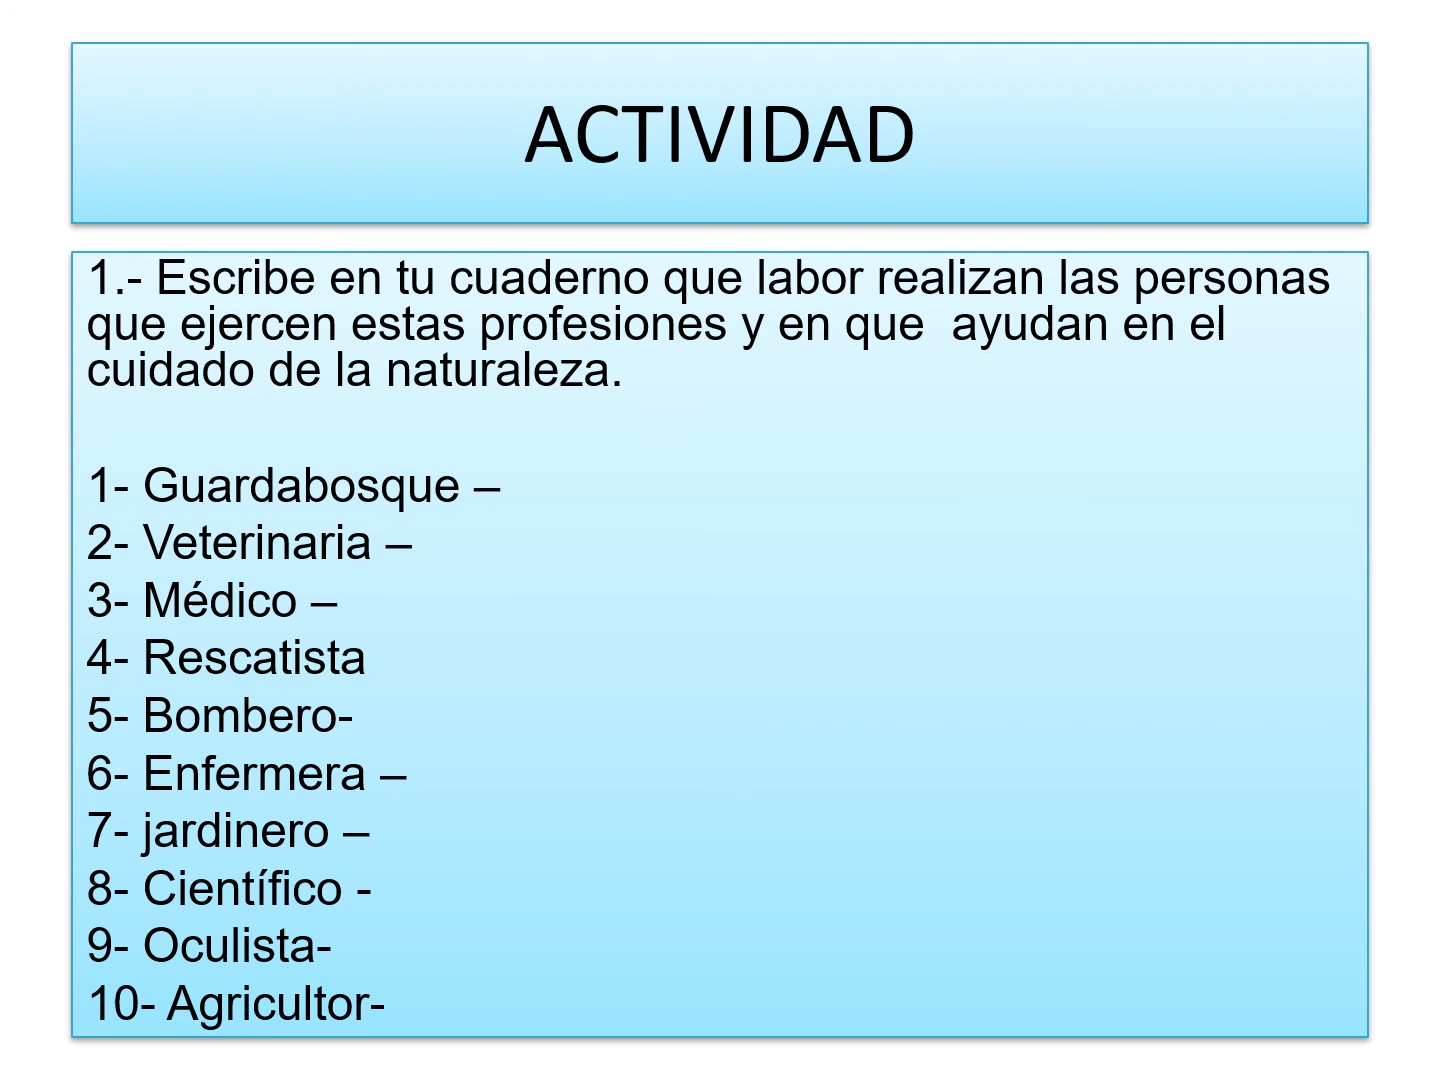 ACTIVIDAD
1.- Escribe en tu cuaderno que labor realizan las personas
que ejercen estas profesiones y en que  ayudan en el
cuidado de la naturaleza.
1- Guardabosque –
2- Veterinaria –
3- Médico –
4- Rescatista
5- Bombero-
6- Enfermera –
7- jardinero –
8- Científico -
9- Oculista-
10- Agricultor-